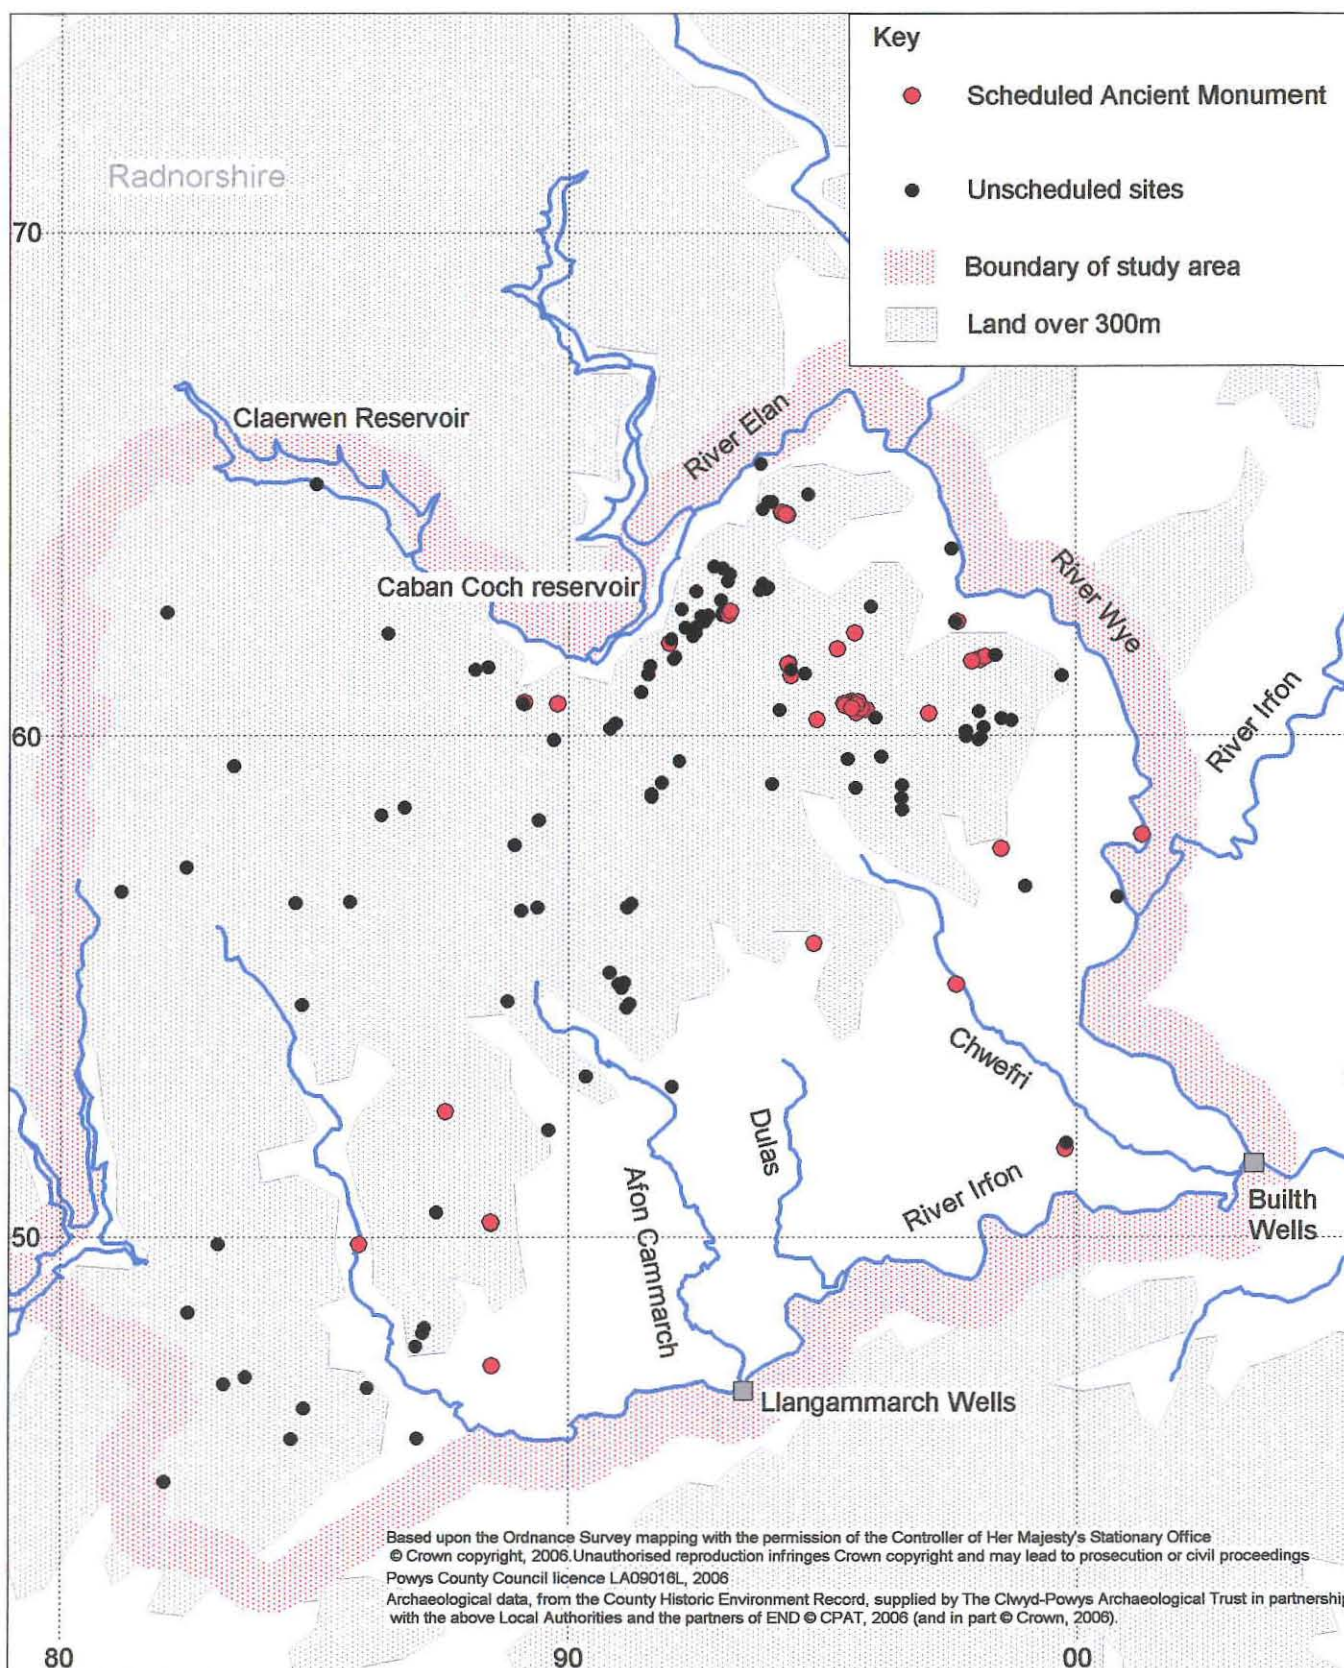 Key
Scheduled Ancient Monument
Unscheduled sites
Boundary of study area
Land over 300m
Radnorshire
70
Claerwen Reservoir
River Elan
Caban Coch reservoir
River Wye
River Irfon
60
Chwefri
Dulas
Afon Cammarch
River Irfon
Builth
Wells
50
Llangammarch Wells
Based upon the Ordnance Survey mapping with the permission of the Controller of Her Majesty's Stationary Office
© Crown copyright, 2006.Unauthorised reproduction infringes Crown copyright and may lead to prosecution or civil proceedings
Powys County Council licence LA09016L, 2006
Archaeological data, from the County Historic Environment Record, supplied by The Clwyd-Powys Archaeological Trust in partnership
with the above Local Authorities and the partners of END © CPAT, 2006 (and in part © Crown, 2006).
80
90
00